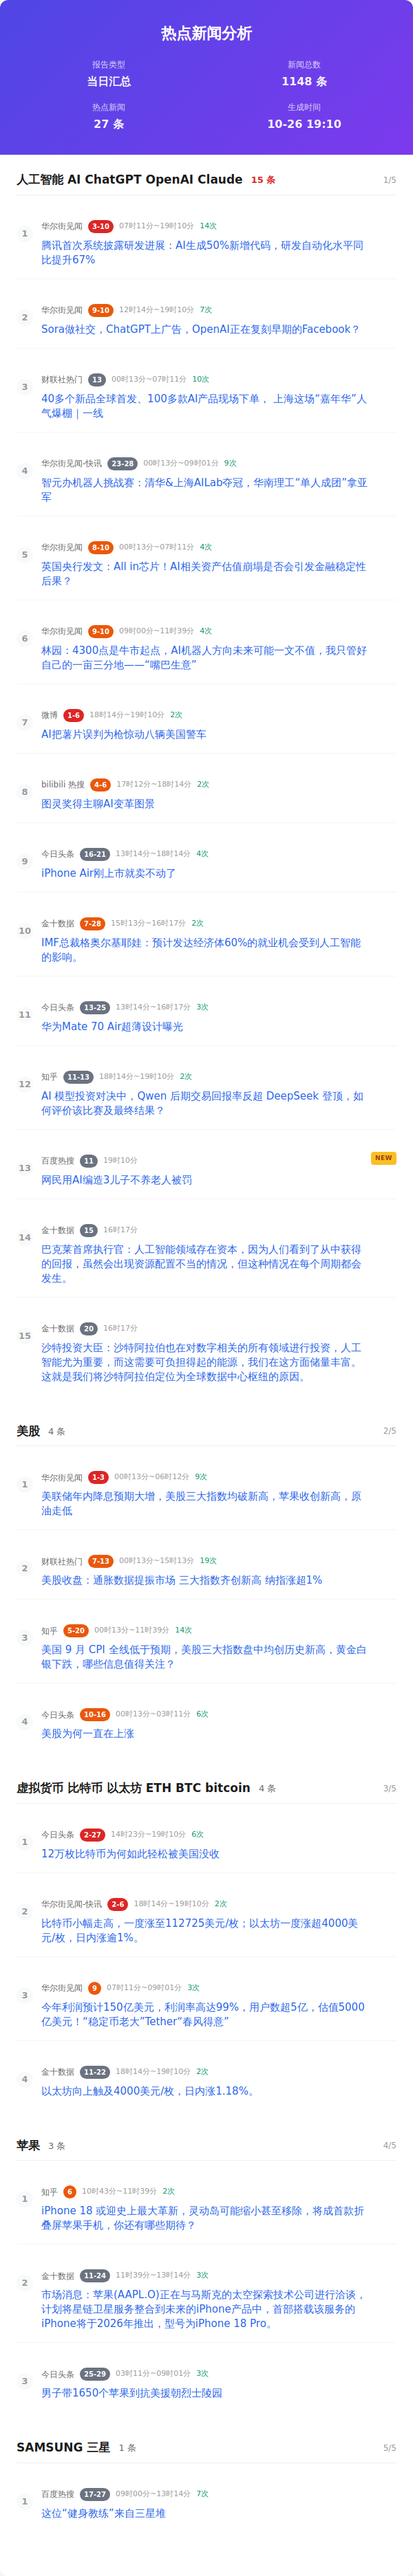 热点新闻分析
报告类型
当日汇总
新闻总数
1148 条
热点新闻
27 条
生成时间
10-26 19:10
人工智能 AI ChatGPT OpenAI Claude 15 条 1/5
1
华尔街见闻 3-10 07时11分~19时10分 14次
腾讯首次系统披露研发进展：AI生成50%新增代码，研发自动化水平同
比提升67%
2
华尔街见闻 9-10 12时14分~19时10分 7次
Sora做社交，ChatGPT上广告，OpenAI正在复刻早期的Facebook？
3
财联社热门 13 00时13分~07时11分 10次
40多个新品全球首发、100多款AI产品现场下单， 上海这场“嘉年华”人
气爆棚｜一线
4
华尔街见闻-快讯 23-28 00时13分~09时01分 9次
智元办机器人挑战赛：清华&上海AILab夺冠，华南理工“单人成团”拿亚
军
5
华尔街见闻 8-10 00时13分~07时11分 4次
英国央行发文：All in芯片！AI相关资产估值崩塌是否会引发金融稳定性
后果？
6
华尔街见闻 9-10 09时00分~11时39分 4次
林园：4300点是牛市起点，AI机器人方向未来可能一文不值，我只管好
自己的一亩三分地——“嘴巴生意”
7
微博 1-6 18时14分~19时10分 2次
AI把薯片误判为枪惊动八辆美国警车
8
bilibili 热搜 4-6 17时12分~18时14分 2次
图灵奖得主聊AI变革图景
9
今日头条 16-21 13时14分~18时14分 4次
iPhone Air刚上市就卖不动了
10
金十数据 7-28 15时13分~16时17分 2次
IMF总裁格奥尔基耶娃：预计发达经济体60%的就业机会受到人工智能
的影响。
11
今日头条 13-25 13时14分~16时17分 3次
华为Mate 70 Air超薄设计曝光
12
知乎 11-13 18时14分~19时10分 2次
AI 模型投资对决中，Qwen 后期交易回报率反超 DeepSeek 登顶，如
何评价该比赛及最终结果？
13
百度热搜 11 19时10分 NEW
网民用AI编造3儿子不养老人被罚
14
金十数据 15 16时17分
巴克莱首席执行官：人工智能领域存在资本，因为人们看到了从中获得
的回报，虽然会出现资源配置不当的情况，但这种情况在每个周期都会
发生。
15
金十数据 20 16时17分
沙特投资大臣：沙特阿拉伯也在对数字相关的所有领域进行投资，人工
智能尤为重要，而这需要可负担得起的能源，我们在这方面储量丰富。
这就是我们将沙特阿拉伯定位为全球数据中心枢纽的原因。
美股 4 条 2/5
1
华尔街见闻 1-3 00时13分~06时12分 9次
美联储年内降息预期大增，美股三大指数均破新高，苹果收创新高，原
油走低
2
财联社热门 7-13 00时13分~15时13分 19次
美股收盘：通胀数据提振市场 三大指数齐创新高 纳指涨超1%
3
知乎 5-20 00时13分~11时39分 14次
美国 9 月 CPI 全线低于预期，美股三大指数盘中均创历史新高，黄金白
银下跌，哪些信息值得关注？
4
今日头条 10-16 00时13分~03时11分 6次
美股为何一直在上涨
虚拟货币 比特币 以太坊 ETH BTC bitcoin 4 条 3/5
1
今日头条 2-27 14时23分~19时10分 6次
12万枚比特币为何如此轻松被美国没收
2
华尔街见闻-快讯 2-6 18时14分~19时10分 2次
比特币小幅走高，一度涨至112725美元/枚；以太坊一度涨超4000美
元/枚，日内涨逾1%。
3
华尔街见闻 9 07时11分~09时01分 3次
今年利润预计150亿美元，利润率高达99%，用户数超5亿，估值5000
亿美元！“稳定币老大”Tether“春风得意”
4
金十数据 11-22 18时14分~19时10分 2次
以太坊向上触及4000美元/枚，日内涨1.18%。
苹果 3 条 4/5
1
知乎 6 10时43分~11时39分 2次
iPhone 18 或迎史上最大革新，灵动岛可能缩小甚至移除，将成首款折
叠屏苹果手机，你还有哪些期待？
2
金十数据 11-24 11时39分~13时14分 3次
市场消息：苹果(AAPL.O)正在与马斯克的太空探索技术公司进行洽谈，
计划将星链卫星服务整合到未来的iPhone产品中，首部搭载该服务的
iPhone将于2026年推出，型号为iPhone 18 Pro。
3
今日头条 25-29 03时11分~09时01分 3次
男子带1650个苹果到抗美援朝烈士陵园
SAMSUNG 三星 1 条 5/5
1
百度热搜 17-27 09时00分~13时14分 7次
这位“健身教练”来自三星堆